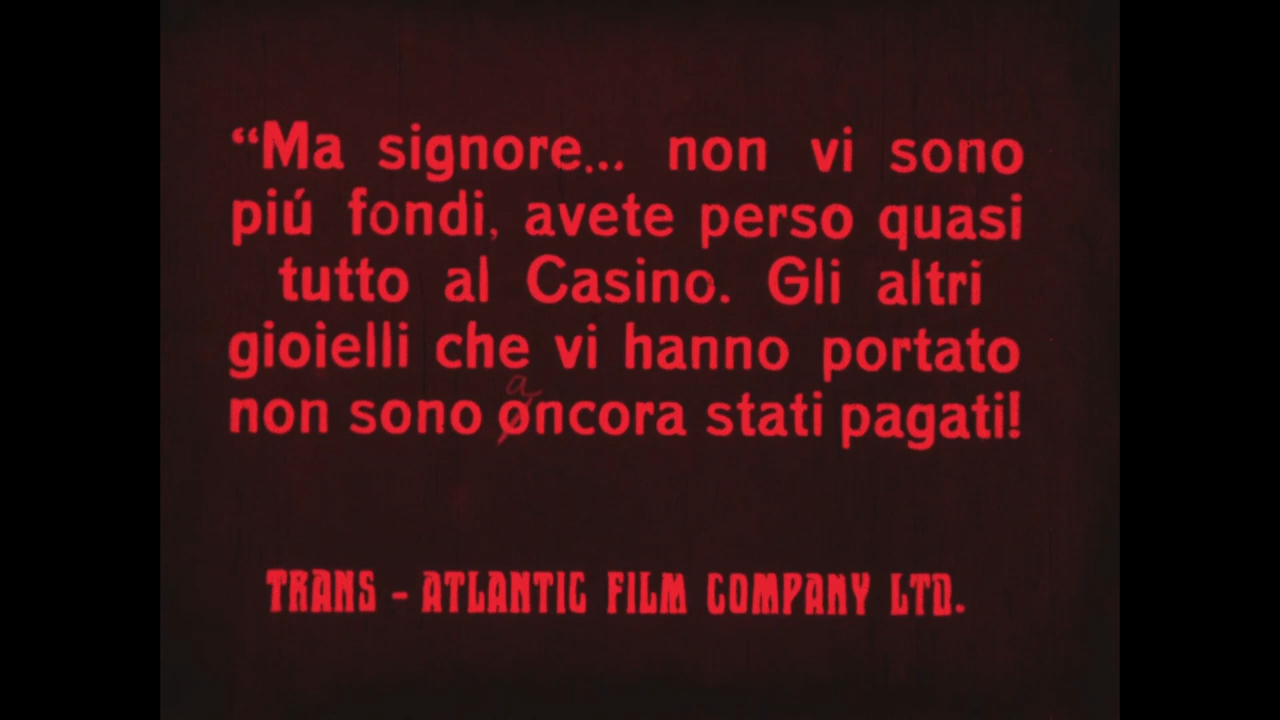 “Ma signore... non vi sono
piú fondi, avete perso quasi
tutto al Casino. Gli altri
gioielli che vi hanno portato
a
non sono oncora stati pagati!
TRANS - ATLANTIC FILM COMPANY LTD.